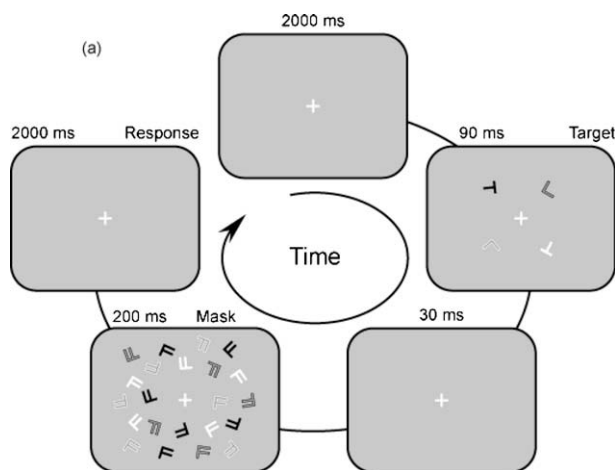 (a)
2000 ms
2000 ms Response
90 ms Target
Time
200 ms Mask
30 ms